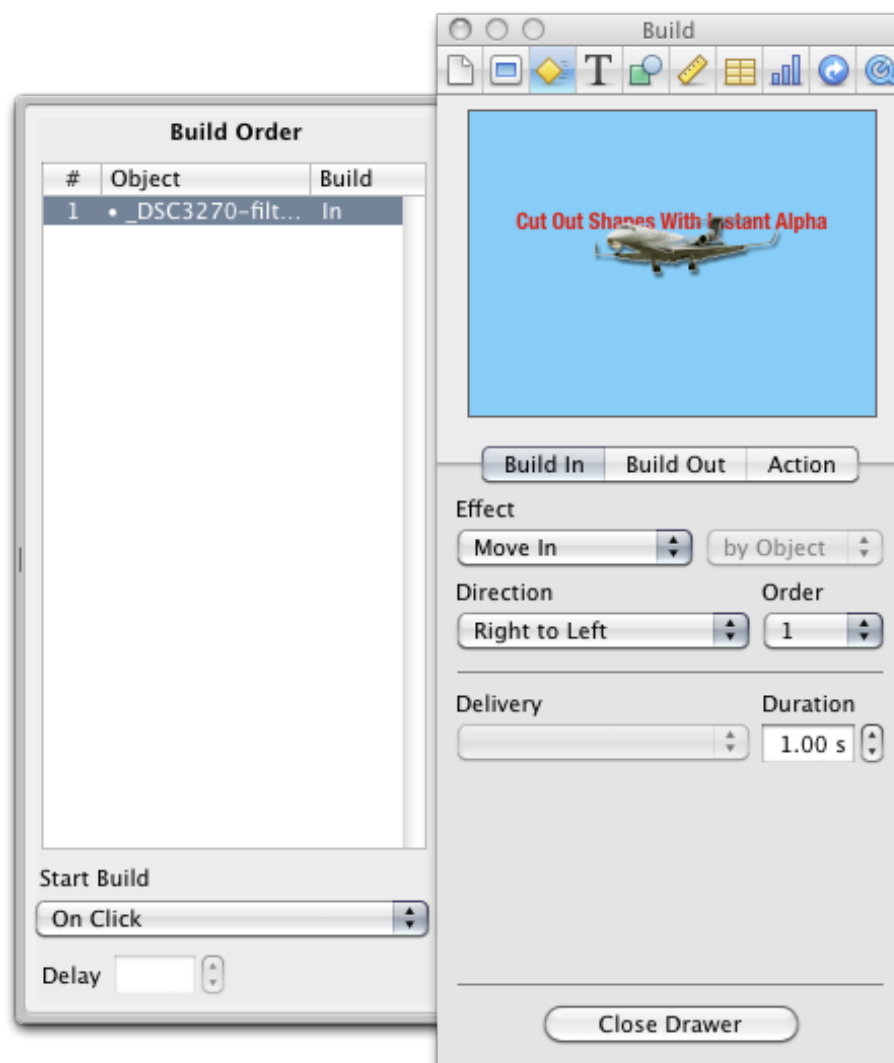 Build
Build Order
# Object Build
1 • _DSC3270-filt... In
Start Build
On Click
Delay
T
Cut Out Shapes With Instant Alpha
Build In Build Out Action
Effect
Move In by Object
Direction Order
Right to Left 1
Delivery Duration
1.00 s
Close Drawer